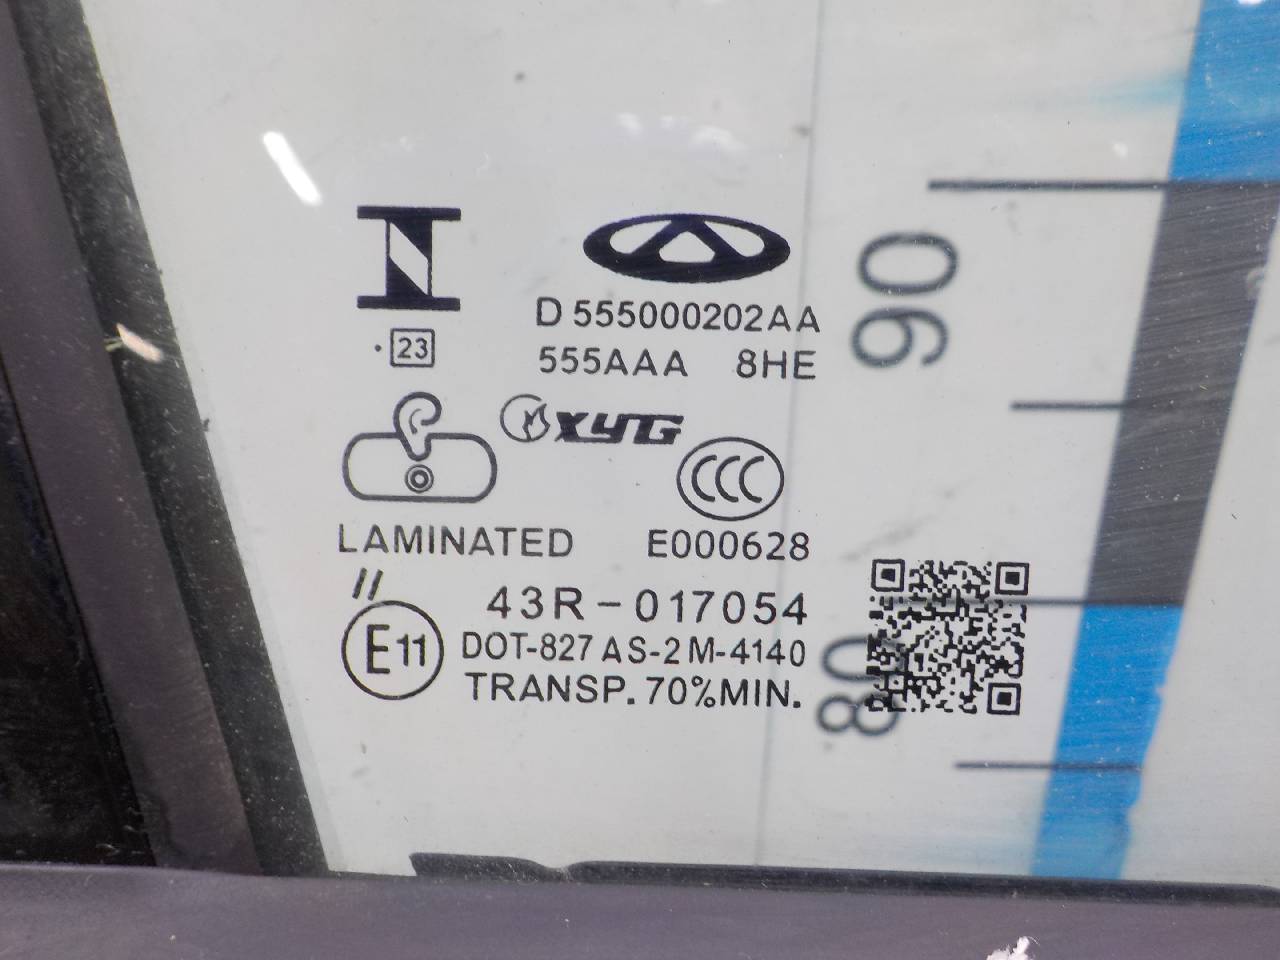 D 555000202AA
·23
555AAA 8HE
XYG
CCC
LAMINATED E000628
//
43R-017054
E11
DOT-827 AS-2 M-4140
TRANSP. 70%MIN.
90
80